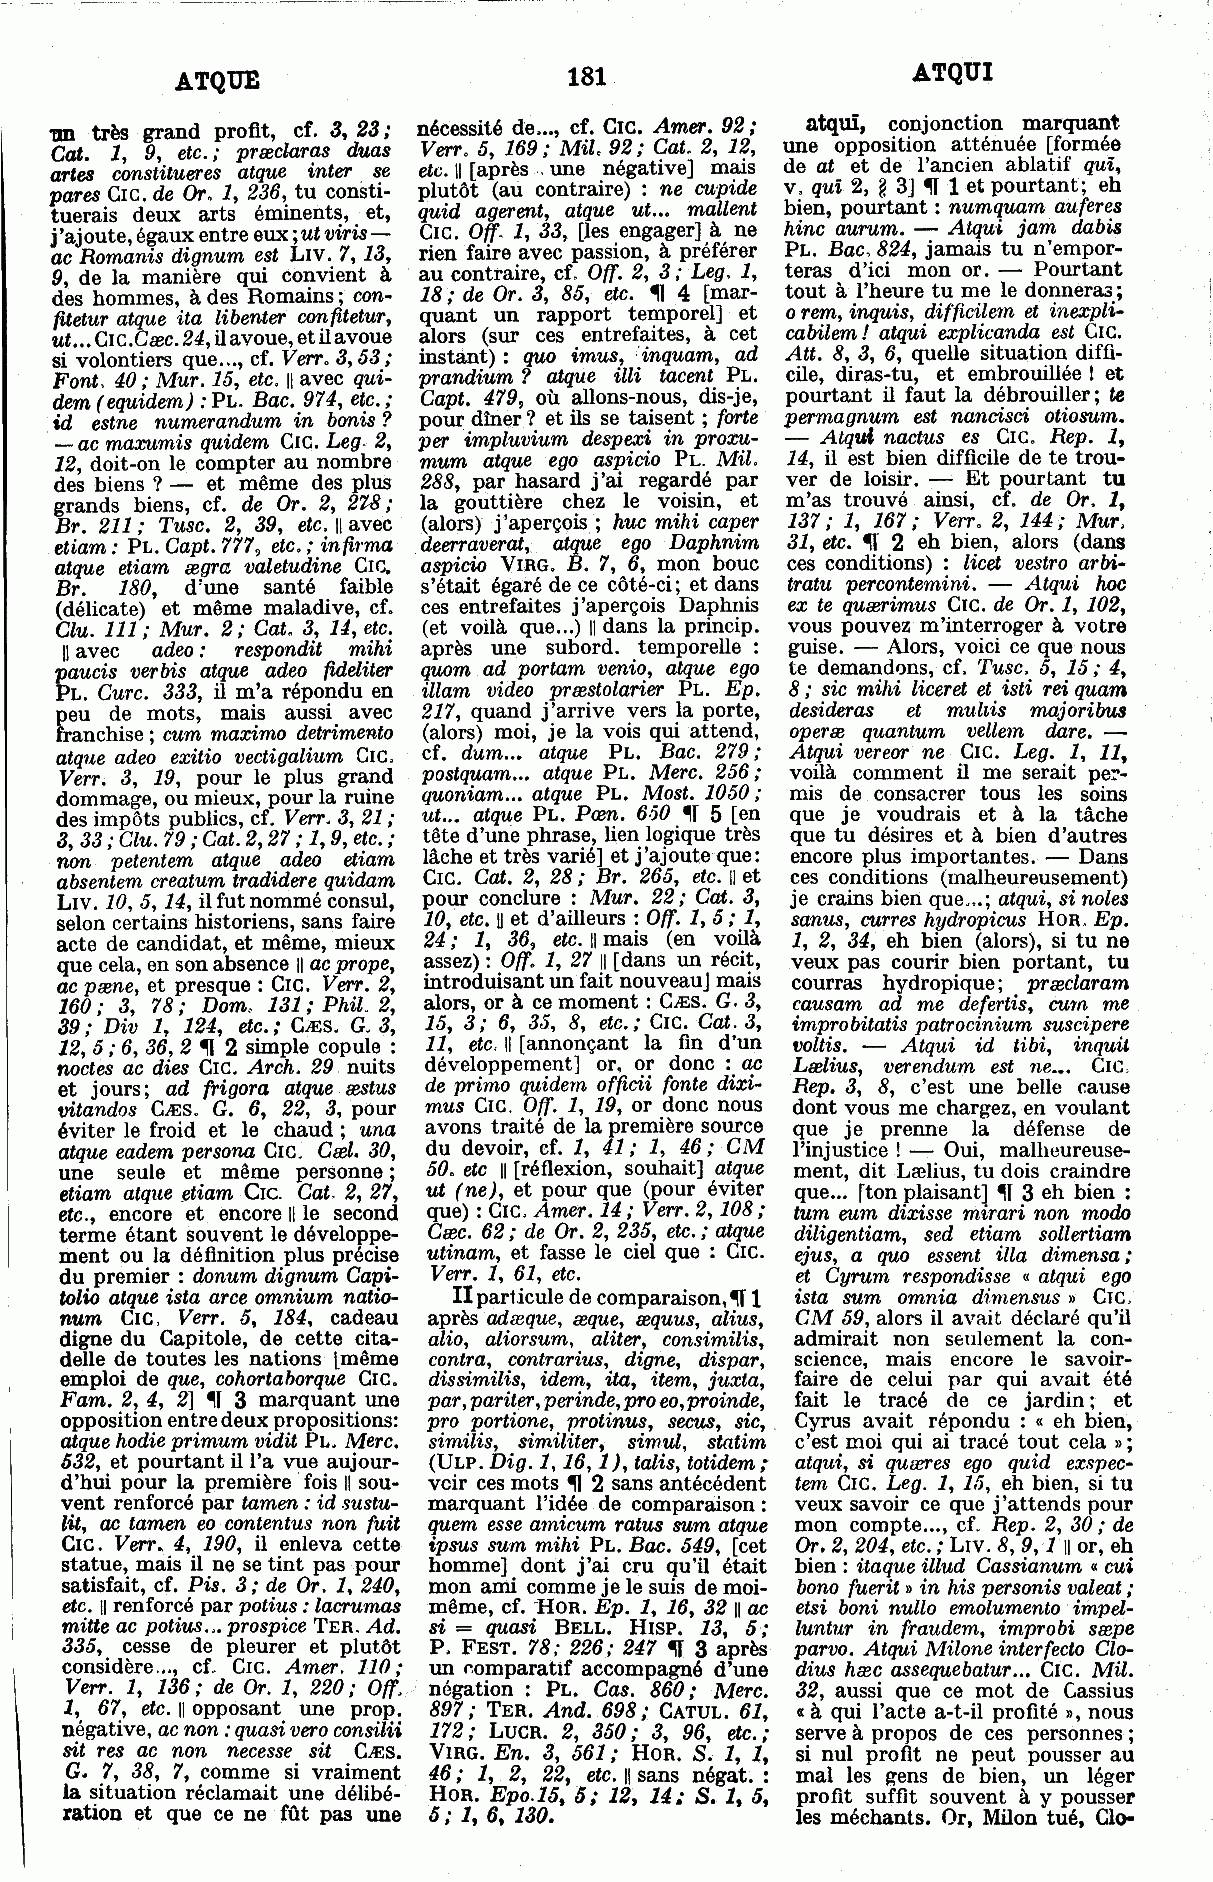 ATQUE
181
ATQUI
un très grand profit, cf. 3, 23;
Cat. 1, 9, etc.; præclaras duas
artes constitueres atque inter se
pares CIC. de Or. 1, 236, tu consti-
tuerais deux arts éminents, et,
j'ajoute, égaux entre eux; ut viris —
ac Romanis dignum est LIV. 7, 13,
9, de la manière qui convient à
des hommes, à des Romains; con-
fitetur atque ita libenter confitetur,
ut... CIC. Cæc. 24, il avoue, et il avoue
si volontiers que..., cf. Verr. 3, 53;
Font. 40; Mur. 15, etc. || avec qui-
dem (equidem) : PL. Bac. 974, etc.;
id estne numerandum in bonis ?
— ac maxumis quidem CIC. Leg. 2,
12, doit-on le compter au nombre
des biens ? — et même des plus
grands biens, cf. de Or. 2, 278;
Br. 211; Tusc. 2, 39, etc. || avec
etiam : PL. Capt. 777, etc.; infirma
atque etiam ægra valetudine CIC.
Br. 180, d'une santé faible
(délicate) et même maladive, cf.
Clu. 111; Mur. 2; Cat. 3, 14, etc.
|| avec adeo : respondit mihi
paucis verbis atque adeo fideliter
PL. Curc. 333, il m'a répondu en
peu de mots, mais aussi avec
franchise; cum maximo detrimento
atque adeo exitio vectigalium CIC.
Verr. 3, 19, pour le plus grand
dommage, ou mieux, pour la ruine
des impôts publics, cf. Verr. 3, 21;
3, 33; Clu. 79; Cat. 2, 27; 1, 9, etc.;
non petentem atque adeo etiam
absentem creatum tradidere quidam
LIV. 10, 5, 14, il fut nommé consul,
selon certains historiens, sans faire
acte de candidat, et même, mieux
que cela, en son absence || ac prope,
ac pæne, et presque : CIC. Verr. 2,
160; 3, 78; Dom. 131; Phil. 2,
39; Div 1, 124, etc.; CÆS. G. 3,
12, 5; 6, 36, 2 ¶ 2 simple copule :
noctes ac dies CIC. Arch. 29 nuits
et jours; ad frigora atque æstus
vitandos CÆS. G. 6, 22, 3, pour
éviter le froid et le chaud; una
atque eadem persona CIC. Cæl. 30,
une seule et même personne;
etiam atque etiam CIC. Cat. 2, 27,
etc., encore et encore || le second
terme étant souvent le développe-
ment ou la définition plus précise
du premier : donum dignum Capi-
tolio atque ista arce omnium natio-
num CIC. Verr. 5, 184, cadeau
digne du Capitole, de cette cita-
delle de toutes les nations [même
emploi de que, cohortaborque CIC.
Fam. 2, 4, 2] ¶ 3 marquant une
opposition entre deux propositions:
atque hodie primum vidit PL. Merc.
532, et pourtant il l'a vue aujour-
d'hui pour la première fois || sou-
vent renforcé par tamen : id sustu-
lit, ac tamen eo contentus non fuit
CIC. Verr. 4, 190, il enleva cette
statue, mais il ne se tint pas pour
satisfait, cf. Pis. 3; de Or. 1, 240,
etc. || renforcé par potius : lacrumas
mitte ac potius... prospice TER. Ad.
335, cesse de pleurer et plutôt
considère..., cf. CIC. Amer. 110;
Verr. 1, 136; de Or. 1, 220; Off.
1, 67, etc. || opposant une prop.
négative, ac non : quasi vero consilii
sit res ac non necesse sit CÆS.
G. 7, 38, 7, comme si vraiment
la situation réclamait une délibé-
ration et que ce ne fût pas une
nécessité de..., cf. CIC. Amer. 92;
Verr. 5, 169; Mil. 92; Cat. 2, 12,
etc. || [après une négative] mais
plutôt (au contraire) : ne cupide
quid agerent, atque ut... mallent
CIC. Off. 1, 33, [les engager] à ne
rien faire avec passion, à préférer
au contraire, cf. Off. 2, 3; Leg. 1,
18; de Or. 3, 85, etc. ¶ 4 [mar-
quant un rapport temporel] et
alors (sur ces entrefaites, à cet
instant) : quo imus, inquam, ad
prandium ? atque illi tacent PL.
Capt. 479, où allons-nous, dis-je,
pour dîner ? et ils se taisent; forte
per impluvium despexi in proxu-
mum atque ego aspicio PL. Mil.
288, par hasard j'ai regardé par
la gouttière chez le voisin, et
(alors) j'aperçois; huc mihi caper
deerraverat, atque ego Daphnim
aspicio VIRG. B. 7, 6, mon bouc
s'était égaré de ce côté-ci; et dans
ces entrefaites j'aperçois Daphnis
(et voilà que...) || dans la princip.
après une subord. temporelle :
quom ad portam venio, atque ego
illam video præstolarier PL. Ep.
217, quand j'arrive vers la porte,
(alors) moi, je la vois qui attend,
cf. dum... atque PL. Bac. 279;
postquam... atque PL. Merc. 256;
quoniam... atque PL. Most. 1050;
ut... atque PL. Pœn. 650 ¶ 5 [en
tête d'une phrase, lien logique très
lâche et très varié] et j'ajoute que:
CIC. Cat. 2, 28; Br. 265, etc. || et
pour conclure : Mur. 22; Cat. 3,
10, etc. || et d'ailleurs : Off. 1, 5; 1,
24; 1, 36, etc. || mais (en voilà
assez) : Off. 1, 27 || [dans un récit,
introduisant un fait nouveau] mais
alors, or à ce moment : CÆS. G. 3,
15, 3; 6, 35, 8, etc.; CIC. Cat. 3,
11, etc. || [annonçant la fin d'un
développement] or, or donc : ac
de primo quidem officii fonte dixi-
mus CIC. Off. 1, 19, or donc nous
avons traité de la première source
du devoir, cf. 1, 41; 1, 46; CM
50. etc || [réflexion, souhait] atque
ut (ne), et pour que (pour éviter
que) : CIC. Amer. 14; Verr. 2, 108;
Cæc. 62; de Or. 2, 235, etc.; atque
utinam, et fasse le ciel que : CIC.
Verr. 1, 61, etc.
II particule de comparaison, ¶ 1
après adæque, æque, æquus, alius,
alio, aliorsum, aliter, consimilis,
contra, contrarius, digne, dispar,
dissimilis, idem, ita, item, juxta,
par, pariter, perinde, pro eo, proinde,
pro portione, protinus, secus, sic,
similis, similiter, simul, statim
(ULP. Dig. 1, 16, 1), talis, totidem;
voir ces mots ¶ 2 sans antécédent
marquant l'idée de comparaison :
quem esse amicum ratus sum atque
ipsus sum mihi PL. Bac. 549, [cet
homme] dont j'ai cru qu'il était
mon ami comme je le suis de moi-
même, cf. HOR. Ep. 1, 16, 32 || ac
si = quasi BELL. HISP. 13, 5;
P. FEST. 78; 226; 247 ¶ 3 après
un comparatif accompagné d'une
négation : PL. Cas. 860; Merc.
897; TER. And. 698; CATUL. 61,
172; LUCR. 2, 350; 3, 96, etc.;
VIRG. En. 3, 561; HOR. S. 1, 1,
46; 1, 2, 22, etc. || sans négat. :
HOR. Epo. 15, 5; 12, 14; S. 1, 5,
5; 1, 6, 130.
atquī, conjonction marquant
une opposition atténuée [formée
de at et de l'ancien ablatif quī,
v. quī 2, § 3] ¶ 1 et pourtant; eh
bien, pourtant : numquam auferes
hinc aurum. — Atqui jam dabis
PL. Bac. 824, jamais tu n'empor-
teras d'ici mon or. — Pourtant
tout à l'heure tu me le donneras;
o rem, inquis, difficilem et inexpli-
cabilem ! atqui explicanda est CIC.
Att. 8, 3, 6, quelle situation diffi-
cile, diras-tu, et embrouillée ! et
pourtant il faut la débrouiller; te
permagnum est nancisci otiosum.
— Atqui nactus es CIC. Rep. 1,
14, il est bien difficile de te trou-
ver de loisir. — Et pourtant tu
m'as trouvé ainsi, cf. de Or. 1,
137; 1, 167; Verr. 2, 144; Mur.
31, etc. ¶ 2 eh bien, alors (dans
ces conditions) : licet vestro arbi-
tratu percontemini. — Atqui hoc
ex te quærimus CIC. de Or. 1, 102,
vous pouvez m'interroger à votre
guise. — Alors, voici ce que nous
te demandons, cf. Tusc. 5, 15; 4,
8; sic mihi liceret et isti rei quam
desideras et multis majoribus
operæ quantum vellem dare. —
Atqui vereor ne CIC. Leg. 1, 11,
voilà comment il me serait per-
mis de consacrer tous les soins
que je voudrais et à la tâche
que tu désires et à bien d'autres
encore plus importantes. — Dans
ces conditions (malheureusement)
je crains bien que...; atqui, si noles
sanus, curres hydropicus HOR. Ep.
1, 2, 34, eh bien (alors), si tu ne
veux pas courir bien portant, tu
courras hydropique; præclaram
causam ad me defertis, cum me
improbitatis patrocinium suscipere
voltis. — Atqui id tibi, inquit
Lælius, verendum est ne... CIC.
Rep. 3, 8, c'est une belle cause
dont vous me chargez, en voulant
que je prenne la défense de
l'injustice ! — Oui, malheureuse-
ment, dit Lælius, tu dois craindre
que... [ton plaisant] ¶ 3 eh bien :
tum eum dixisse mirari non modo
diligentiam, sed etiam sollertiam
ejus, a quo essent illa dimensa;
et Cyrum respondisse « atqui ego
ista sum omnia dimensus » CIC.
CM 59, alors il avait déclaré qu'il
admirait non seulement la con-
science, mais encore le savoir-
faire de celui par qui avait été
fait le tracé de ce jardin; et
Cyrus avait répondu : « eh bien,
c'est moi qui ai tracé tout cela »;
atqui, si quæres ego quid exspec-
tem CIC. Leg. 1, 15, eh bien, si tu
veux savoir ce que j'attends pour
mon compte..., cf. Rep. 2, 30; de
Or. 2, 204, etc.; LIV. 8, 9, 1 || or, eh
bien : itaque illud Cassianum « cui
bono fuerit » in his personis valeat;
etsi boni nullo emolumento impel-
luntur in fraudem, improbi sæpe
parvo. Atqui Milone interfecto Clo-
dius hæc assequebatur... CIC. Mil.
32, aussi que ce mot de Cassius
« à qui l'acte a-t-il profité », nous
serve à propos de ces personnes;
si nul profit ne peut pousser au
mal les gens de bien, un léger
profit suffit souvent à y pousser
les méchants. Or, Milon tué, Clo-